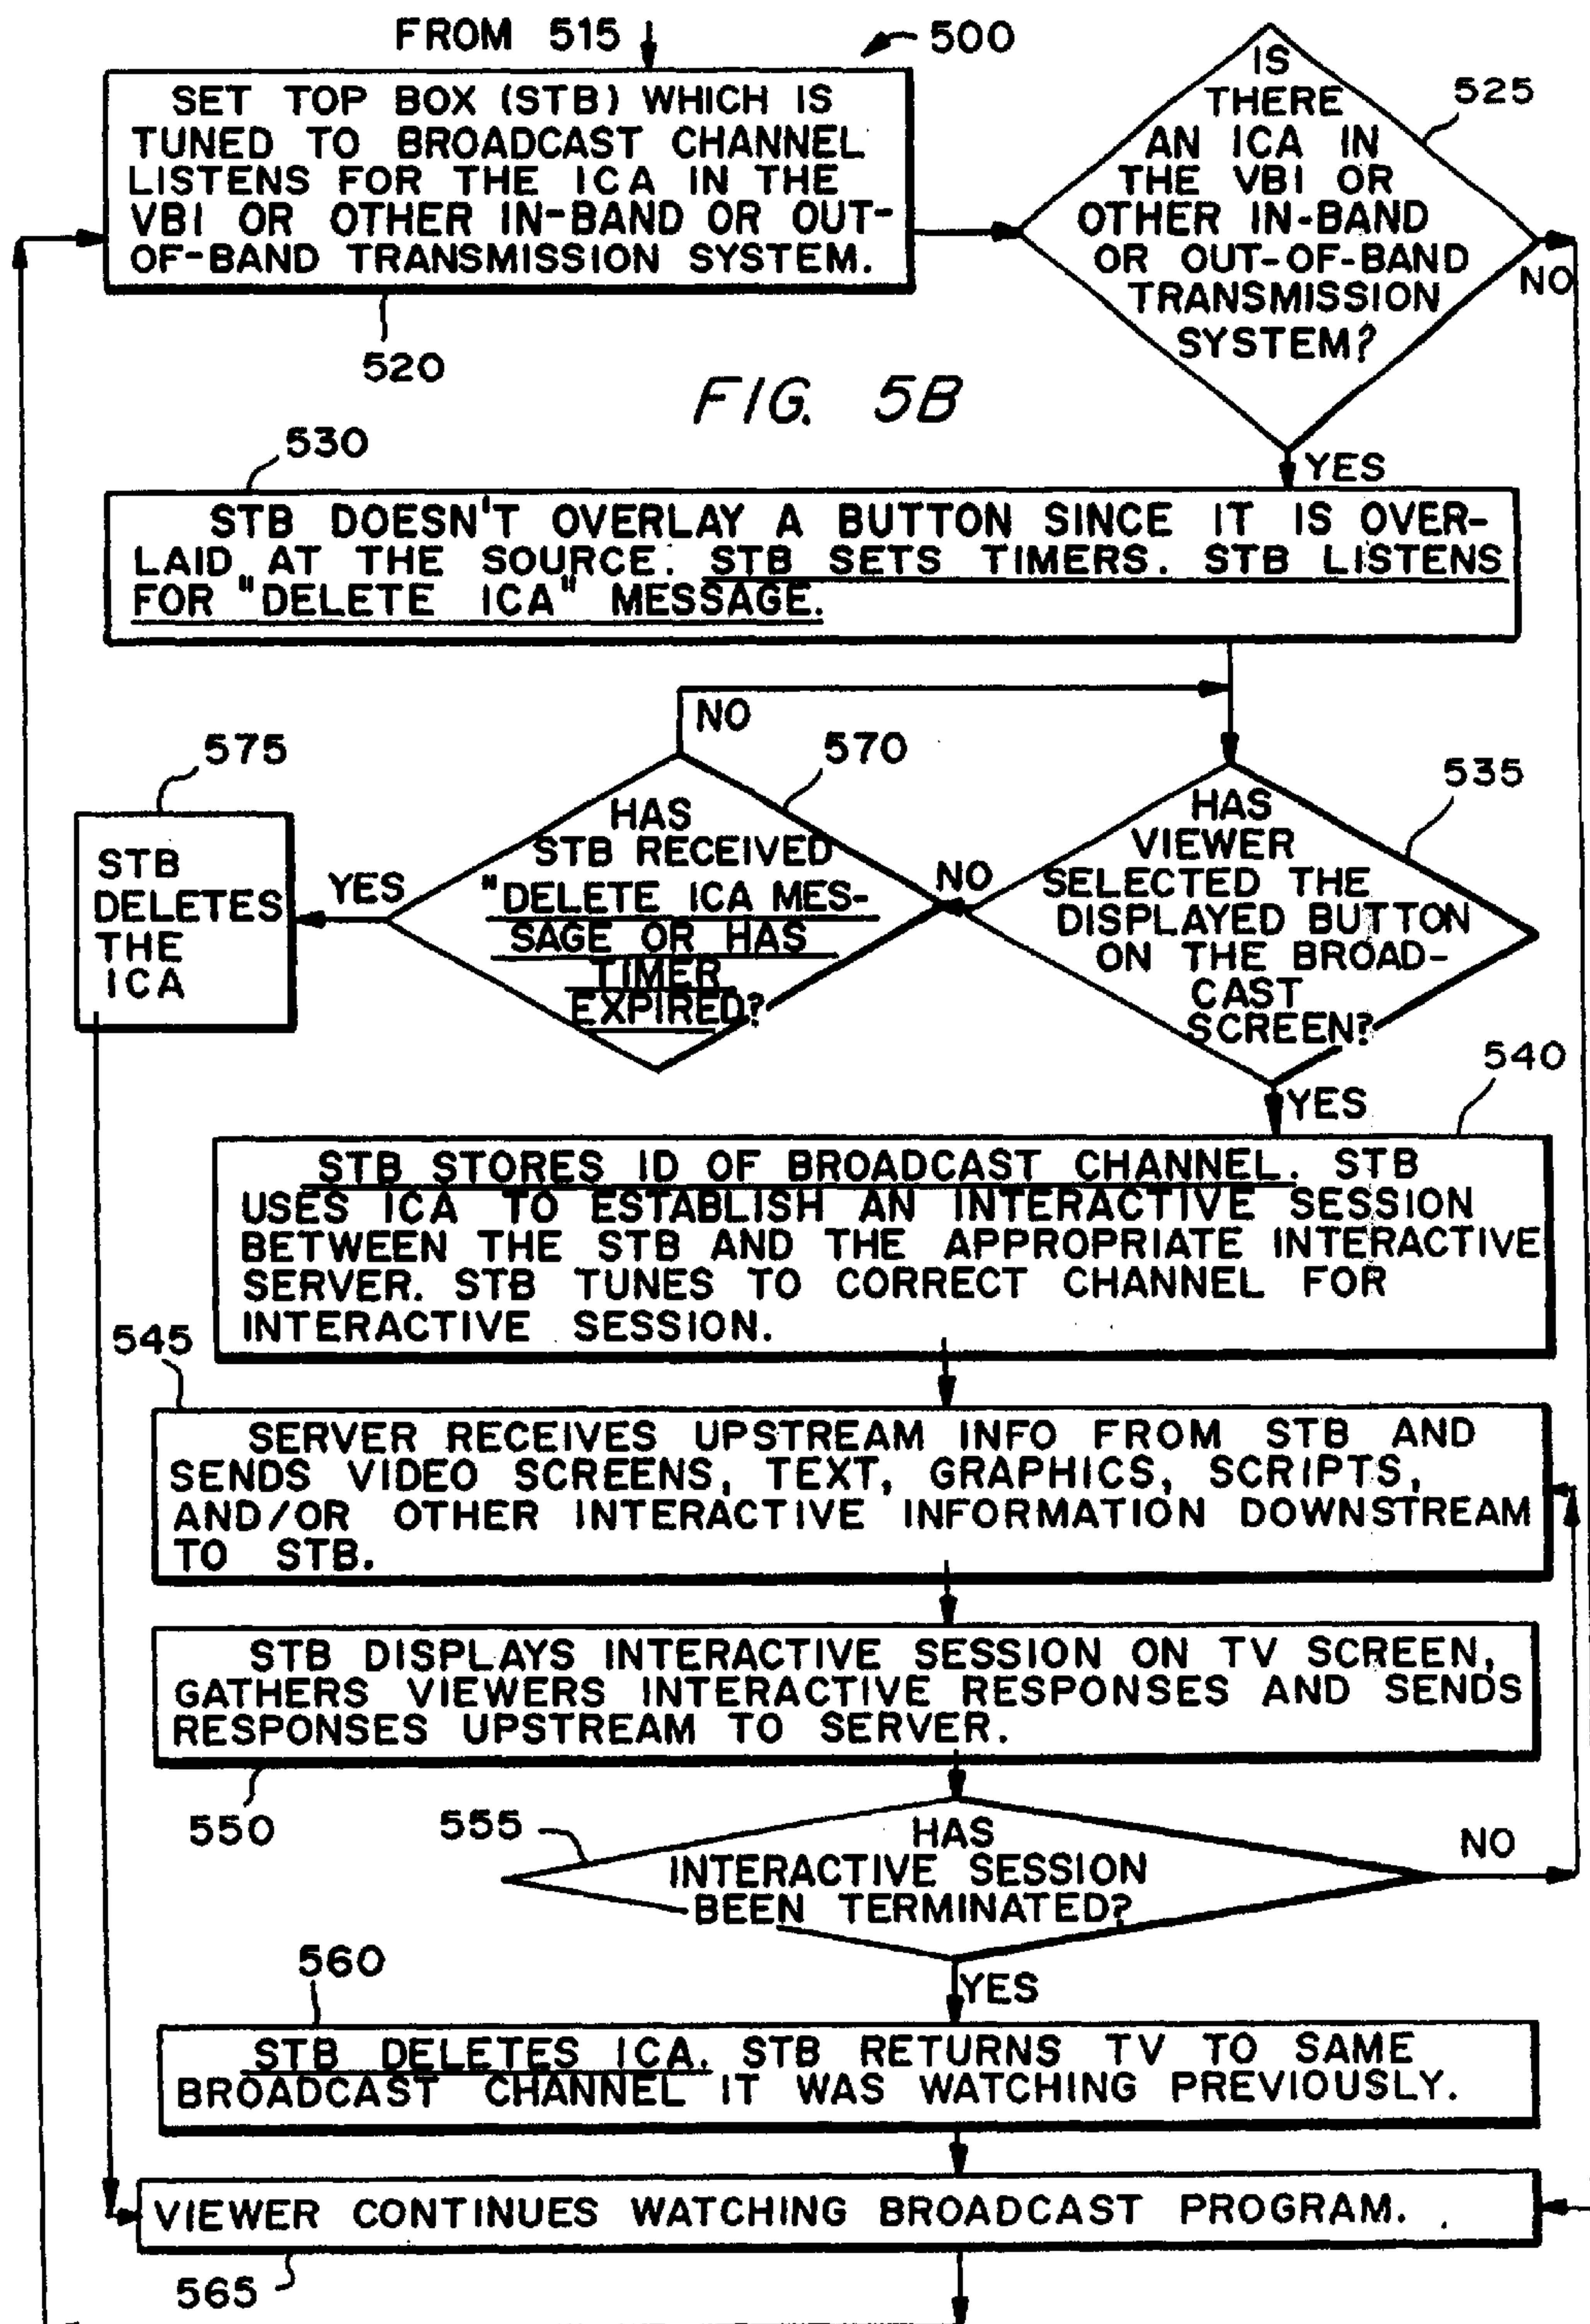 FROM 515
500
SET TOP BOX (STB) WHICH IS
TUNED TO BROADCAST CHANNEL
LISTENS FOR THE ICA IN THE
VBI OR OTHER IN-BAND OR OUT-
OF-BAND TRANSMISSION SYSTEM.
520
IS
THERE
AN ICA IN
THE VBI OR
OTHER IN-BAND
OR OUT-OF-BAND
TRANSMISSION
SYSTEM?
525
NO
YES
FIG. 5B
530
STB DOESN'T OVERLAY A BUTTON SINCE IT IS OVER-
LAID AT THE SOURCE. STB SETS TIMERS. STB LISTENS
FOR "DELETE ICA" MESSAGE.
NO
575
STB
DELETES
THE
ICA
YES
570
HAS
STB RECEIVED
"DELETE ICA MES-
SAGE OR HAS
TIMER
EXPIRED?
NO
535
HAS
VIEWER
SELECTED THE
DISPLAYED BUTTON
ON THE BROAD-
CAST
SCREEN?
YES
540
STB STORES ID OF BROADCAST CHANNEL. STB
USES ICA TO ESTABLISH AN INTERACTIVE SESSION
BETWEEN THE STB AND THE APPROPRIATE INTERACTIVE
SERVER. STB TUNES TO CORRECT CHANNEL FOR
INTERACTIVE SESSION.
545
SERVER RECEIVES UPSTREAM INFO FROM STB AND
SENDS VIDEO SCREENS, TEXT, GRAPHICS, SCRIPTS,
AND/OR OTHER INTERACTIVE INFORMATION DOWNSTREAM
TO STB.
STB DISPLAYS INTERACTIVE SESSION ON TV SCREEN,
GATHERS VIEWERS INTERACTIVE RESPONSES AND SENDS
RESPONSES UPSTREAM TO SERVER.
550
555
HAS
INTERACTIVE SESSION
BEEN TERMINATED?
NO
YES
560
STB DELETES ICA. STB RETURNS TV TO SAME
BROADCAST CHANNEL IT WAS WATCHING PREVIOUSLY.
VIEWER CONTINUES WATCHING BROADCAST PROGRAM.
565